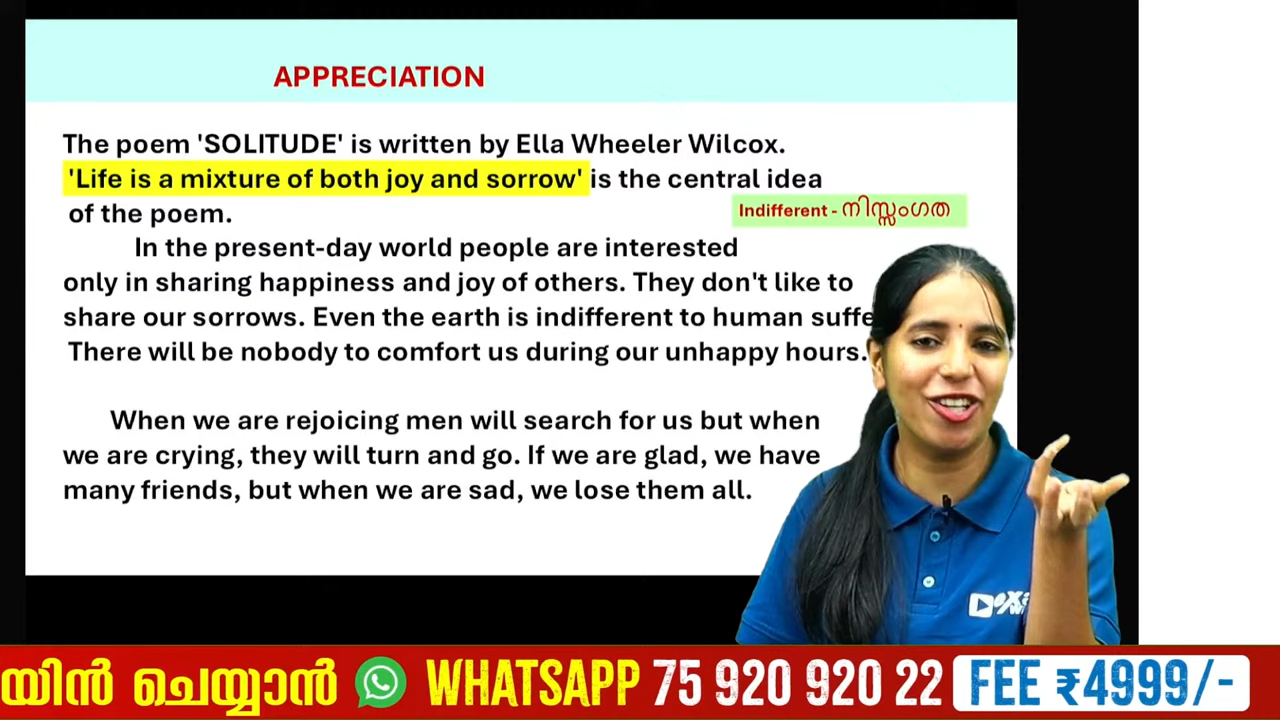 APPRECIATION
The poem 'SOLITUDE' is written by Ella Wheeler Wilcox.
'Life is a mixture of both joy and sorrow' is the central idea
of the poem.
Indifferent - നിസ്സംഗത
In the present-day world people are interested
only in sharing happiness and joy of others. They don't like to
share our sorrows. Even the earth is indifferent to human suffe
There will be nobody to comfort us during our unhappy hours.
When we are rejoicing men will search for us but when
we are crying, they will turn and go. If we are glad, we have
many friends, but when we are sad, we lose them all.
യിൻ ചെയ്യാൻ WHATSAPP 75 920 920 22 FEE ₹4999/-